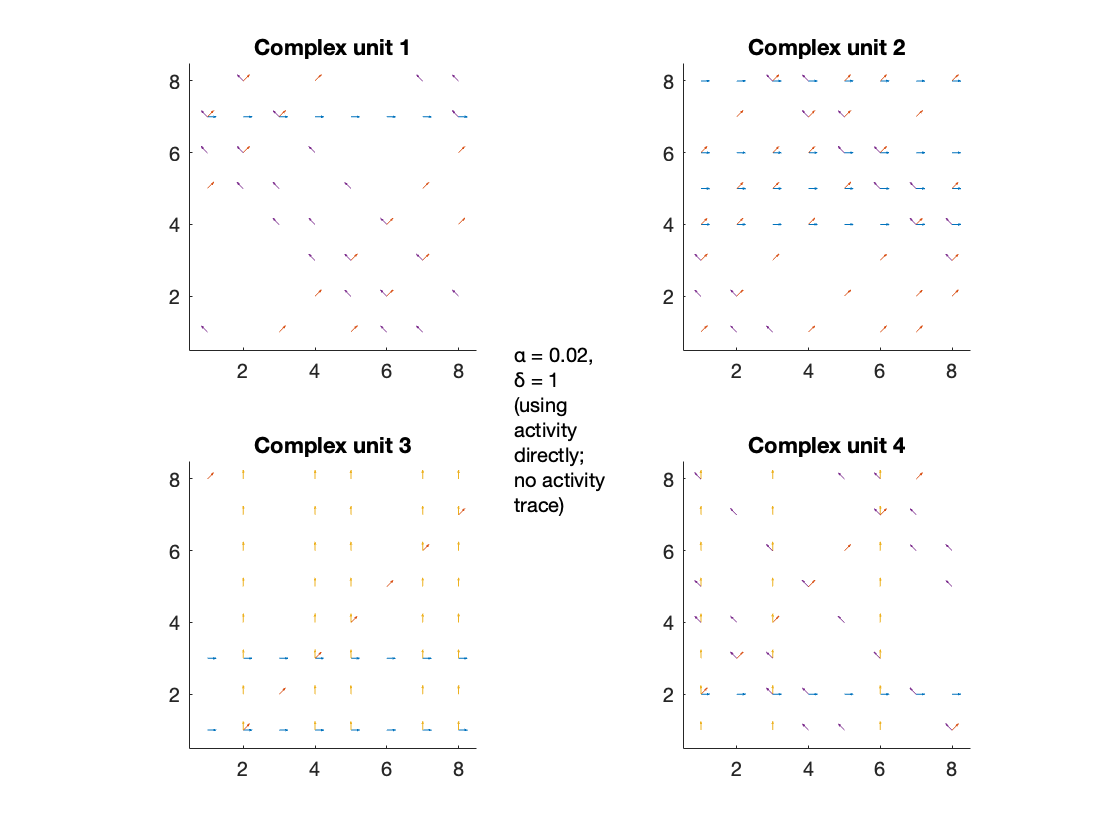 Complex unit 1
8
6
4
2
2 4 6 8
Complex unit 2
8
6
4
2
2 4 6 8
α = 0.02,
δ = 1
(using
activity
directly;
no activity
trace)
Complex unit 3
8
6
4
2
2 4 6 8
Complex unit 4
8
6
4
2
2 4 6 8